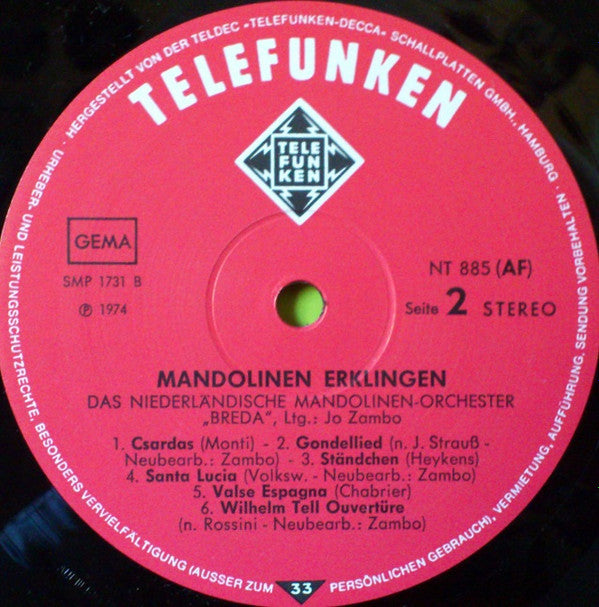 · HERGESTELLT VON DER TELDEC »TELEFUNKEN-DECCA« SCHALLPLATTEN GMBH., HAMBURG ·
TELEFUNKEN
TELE
FUN
KEN
GEMA
SMP 1731 B
℗ 1974
NT 885 (AF)
Seite 2 STEREO
MANDOLINEN ERKLINGEN
DAS NIEDERLÄNDISCHE MANDOLINEN-ORCHESTER
„BREDA", Ltg.: Jo Zambo
1. Csardas (Monti) - 2. Gondellied (n. J. Strauß -
Neubearb.: Zambo) - 3. Ständchen (Heykens)
4. Santa Lucia (Volksw. - Neubearb.: Zambo)
5. Valse Espagna (Chabrier)
6. Wilhelm Tell Ouvertüre
(n. Rossini - Neubearb.: Zambo)
URHEBER- UND LEISTUNGSSCHUTZRECHTE, BESONDERS VERVIELFÄLTIGUNG (AUSSER ZUM PERSÖNLICHEN GEBRAUCH), VERMIETUNG, AUFFÜHRUNG, SENDUNG VORBEHALTEN ·
33